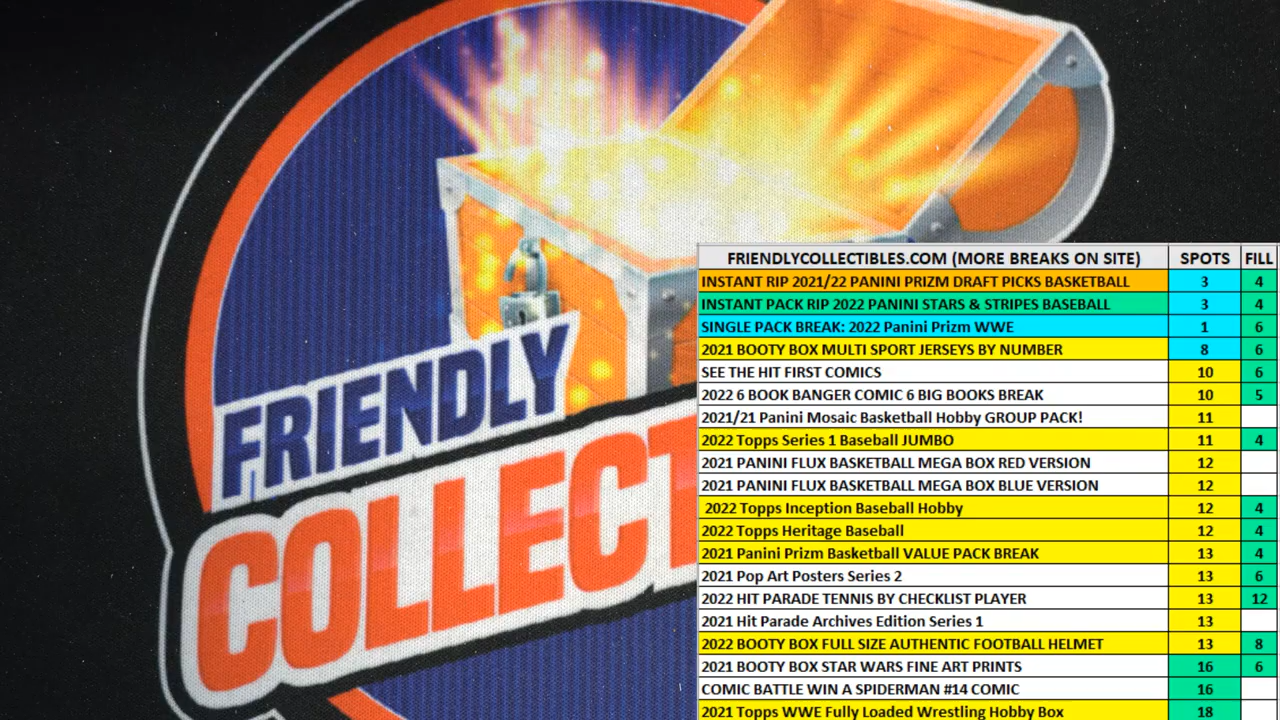 FRIENDLY
COLLECT
FRIENDLYCOLLECTIBLES.COM (MORE BREAKS ON SITE) SPOTS FILL
INSTANT RIP 2021/22 PANINI PRIZM DRAFT PICKS BASKETBALL 3 4
INSTANT PACK RIP 2022 PANINI STARS & STRIPES BASEBALL 3 4
SINGLE PACK BREAK: 2022 Panini Prizm WWE 1 6
2021 BOOTY BOX MULTI SPORT JERSEYS BY NUMBER 8 6
SEE THE HIT FIRST COMICS 10 6
2022 6 BOOK BANGER COMIC 6 BIG BOOKS BREAK 10 5
2021/21 Panini Mosaic Basketball Hobby GROUP PACK! 11
2022 Topps Series 1 Baseball JUMBO 11 4
2021 PANINI FLUX BASKETBALL MEGA BOX RED VERSION 12
2021 PANINI FLUX BASKETBALL MEGA BOX BLUE VERSION 12
2022 Topps Inception Baseball Hobby 12 4
2022 Topps Heritage Baseball 12 4
2021 Panini Prizm Basketball VALUE PACK BREAK 13 4
2021 Pop Art Posters Series 2 13 6
2022 HIT PARADE TENNIS BY CHECKLIST PLAYER 13 12
2021 Hit Parade Archives Edition Series 1 13
2022 BOOTY BOX FULL SIZE AUTHENTIC FOOTBALL HELMET 13 8
2021 BOOTY BOX STAR WARS FINE ART PRINTS 16 6
COMIC BATTLE WIN A SPIDERMAN #14 COMIC 16
2021 Topps WWE Fully Loaded Wrestling Hobby Box 18